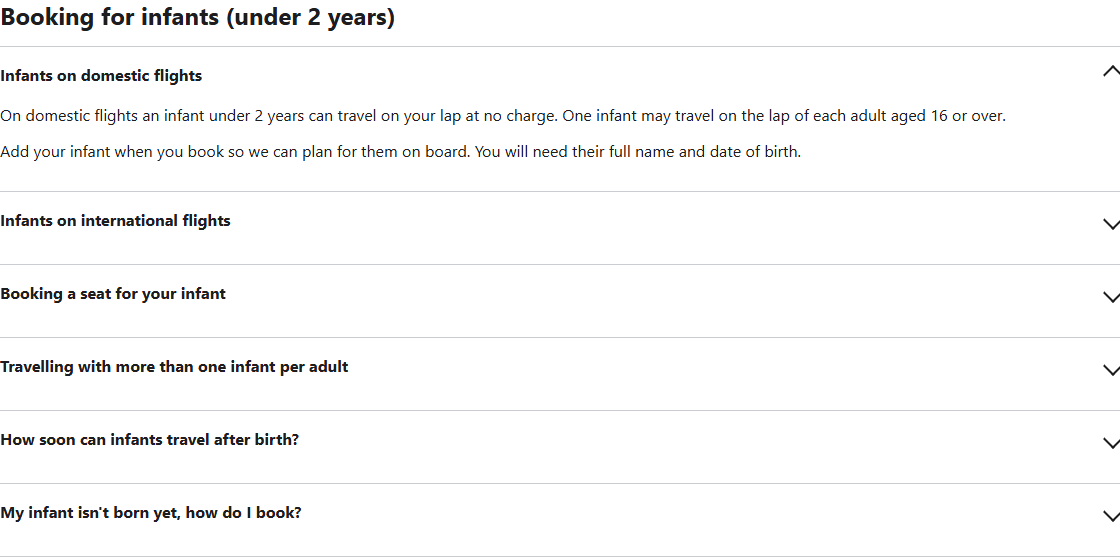 Booking for infants (under 2 years)
Infants on domestic flights
On domestic flights an infant under 2 years can travel on your lap at no charge. One infant may travel on the lap of each adult aged 16 or over.
Add your infant when you book so we can plan for them on board. You will need their full name and date of birth.
Infants on international flights
Booking a seat for your infant
Travelling with more than one infant per adult
How soon can infants travel after birth?
My infant isn't born yet, how do I book?